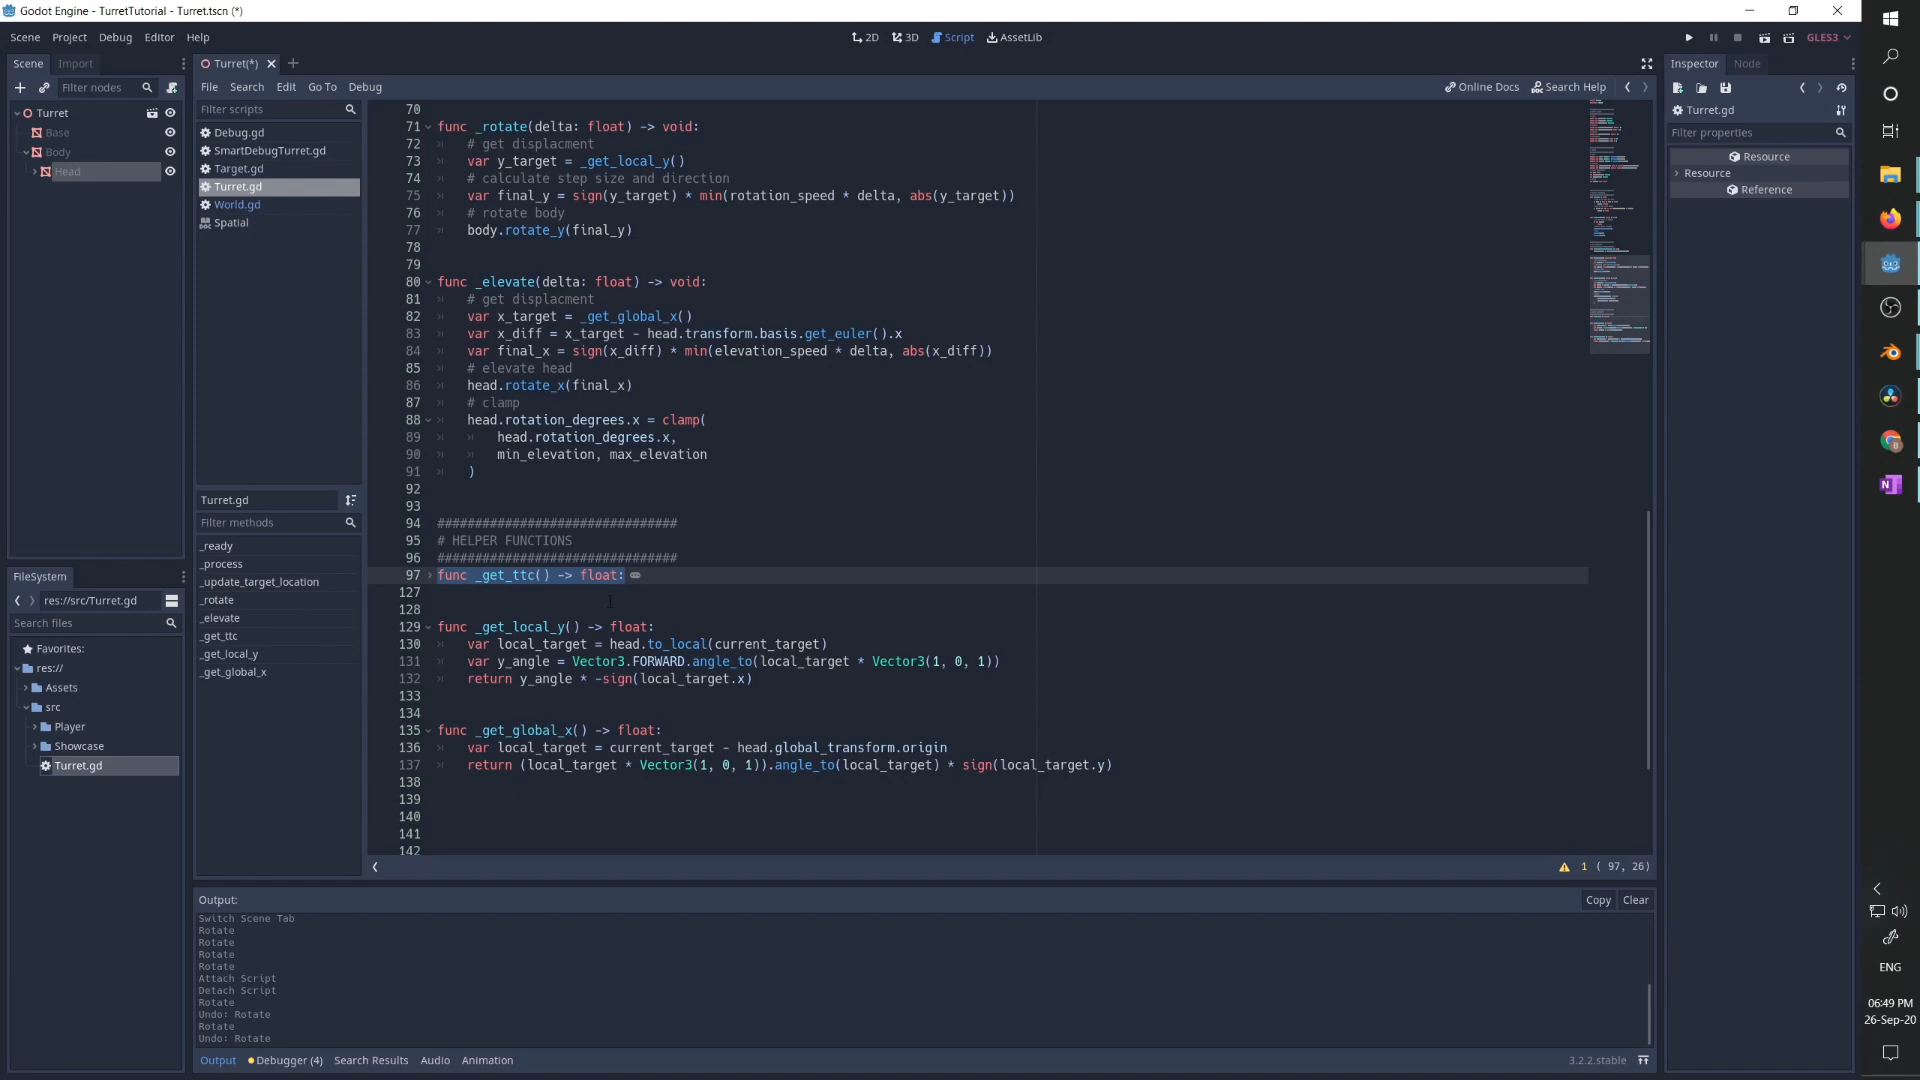 Godot Engine - TurretTutorial - Turret.tscn (*)
Scene Project Debug Editor Help
2D 3D Script AssetLib
GLES3
Scene Import
Filter nodes
Turret
Base
Body
Head
Turret(*)
File Search Edit Go To Debug
Online Docs Search Help
Filter scripts
Debug.gd
SmartDebugTurret.gd
Target.gd
Turret.gd
World.gd
Spatial
Turret.gd
Filter methods
_ready
_process
_update_target_location
_rotate
_elevate
_get_ttc
_get_local_y
_get_global_x
70
71 func _rotate(delta: float) -> void:
72 # get displacment
73 var y_target = _get_local_y()
74 # calculate step size and direction
75 var final_y = sign(y_target) * min(rotation_speed * delta, abs(y_target))
76 # rotate body
77 body.rotate_y(final_y)
78
79
80 func _elevate(delta: float) -> void:
81 # get displacment
82 var x_target = _get_global_x()
83 var x_diff = x_target - head.transform.basis.get_euler().x
84 var final_x = sign(x_diff) * min(elevation_speed * delta, abs(x_diff))
85 # elevate head
86 head.rotate_x(final_x)
87 # clamp
88 head.rotation_degrees.x = clamp(
89 head.rotation_degrees.x,
90 min_elevation, max_elevation
91 )
92
93
94 ################################
95 # HELPER FUNCTIONS
96 ################################
97 func _get_ttc() -> float:
127
128
129 func _get_local_y() -> float:
130 var local_target = head.to_local(current_target)
131 var y_angle = Vector3.FORWARD.angle_to(local_target * Vector3(1, 0, 1))
132 return y_angle * -sign(local_target.x)
133
134
135 func _get_global_x() -> float:
136 var local_target = current_target - head.global_transform.origin
137 return (local_target * Vector3(1, 0, 1)).angle_to(local_target) * sign(local_target.y)
138
139
140
141
142
1 ( 97, 26)
FileSystem
res://src/Turret.gd
Search files
Favorites:
res://
Assets
src
Player
Showcase
Turret.gd
Output:
Copy Clear
Switch Scene Tab
Rotate
Rotate
Rotate
Rotate
Attach Script
Detach Script
Rotate
Undo: Rotate
Rotate
Undo: Rotate
Output Debugger (4) Search Results Audio Animation
3.2.2.stable
Inspector Node
Turret.gd
Filter properties
Resource
Resource
Reference
ENG
06:49 PM
26-Sep-20